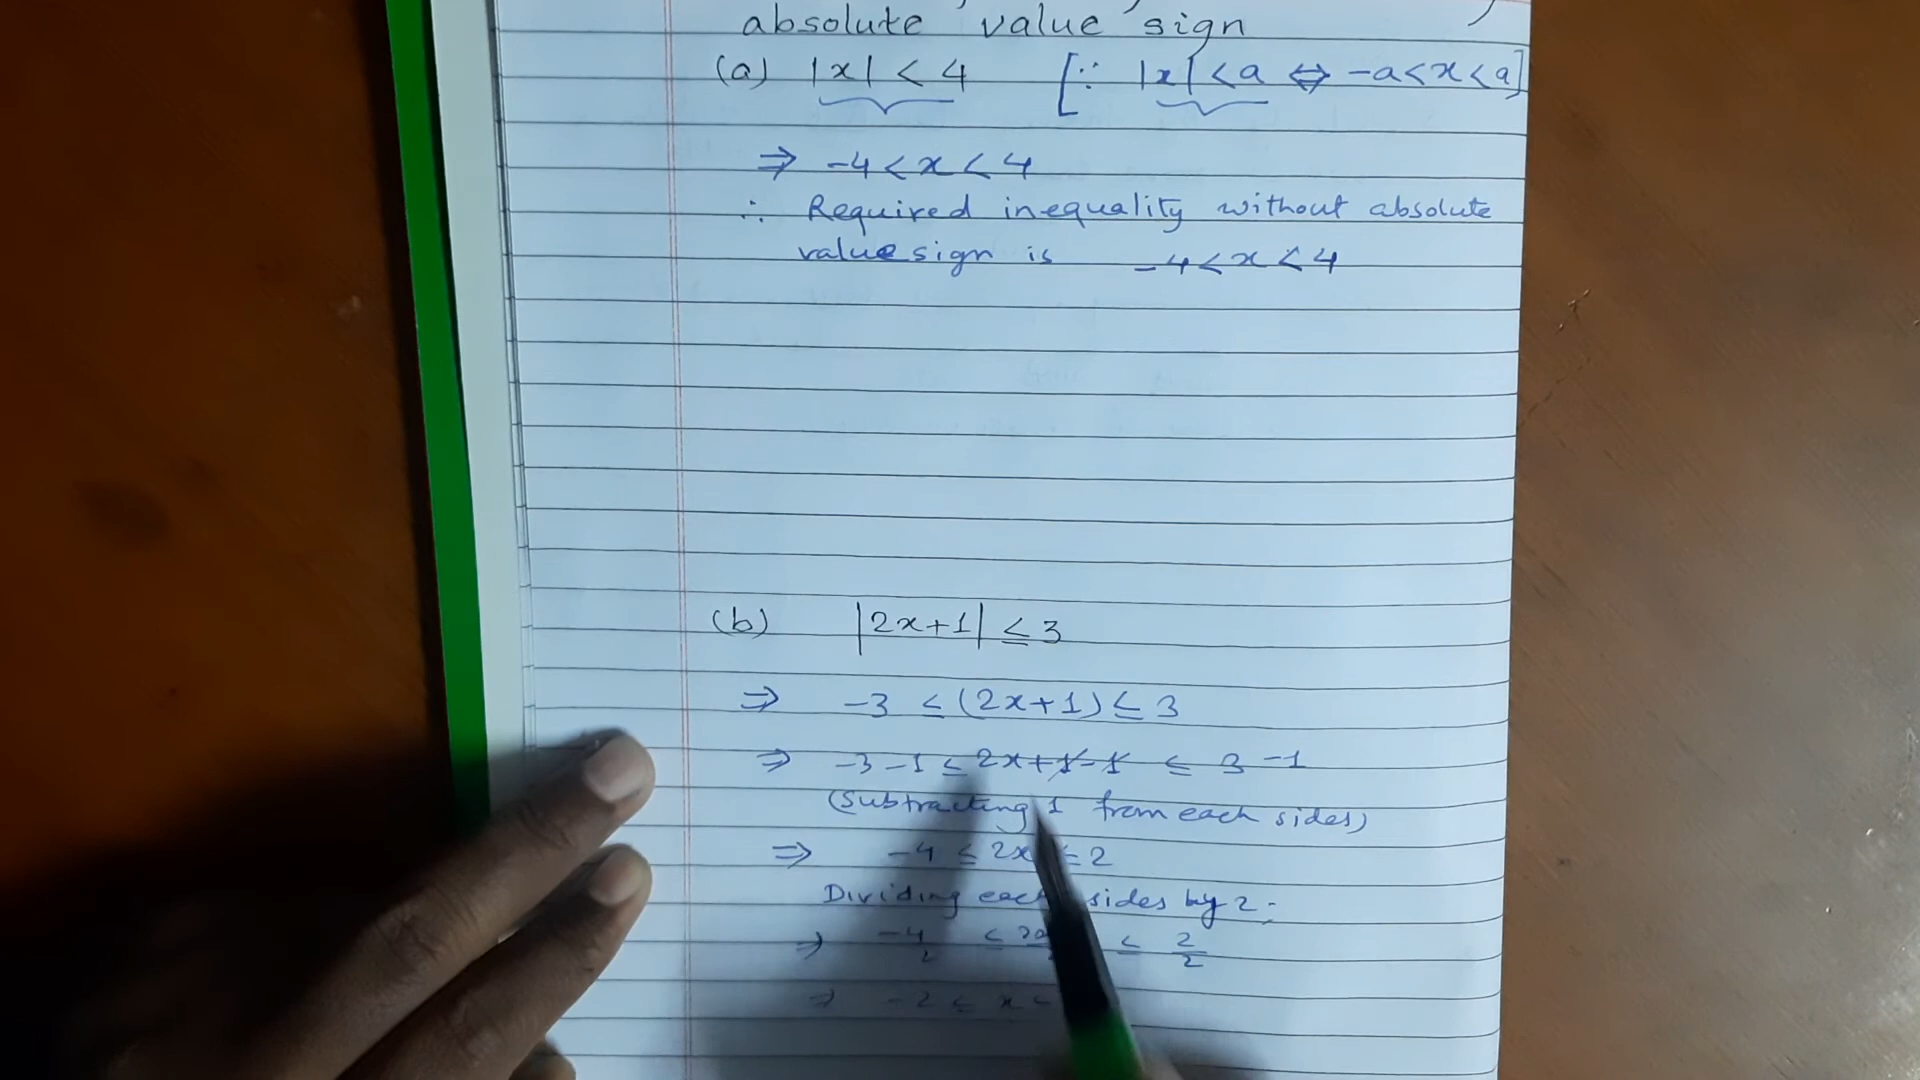 absolute value sign
(a) |x| < 4 [∵ |x| < a ⇔ -a < x < a]
⇒ -4 < x < 4
∴ Required inequality without absolute
value sign is -4 < x < 4
(b) |2x+1| ≤ 3
⇒ -3 ≤ (2x+1) ≤ 3
⇒ -3-1 ≤ 2x+1-1 ≤ 3-1
(Subtracting 1 from each sides)
⇒ -4 ≤ 2x ≤ 2
Dividing each sides by 2;
⇒ -4/2 ≤ 2x ≤ 2/2
⇒ -2 ≤ x